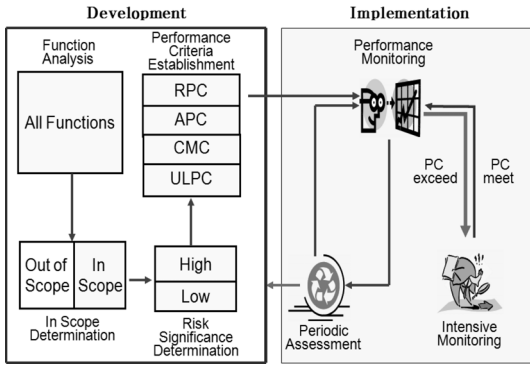 Development
Function
Analysis
All Functions
Out of
Scope
In
Scope
In Scope
Determination
Performance
Criteria
Establishment
RPC
APC
CMC
ULPC
High
Low
Risk
Significance
Determination
Implementation
Performance
Monitoring
PC
exceed
PC
meet
Periodic
Assessment
Intensive
Monitoring